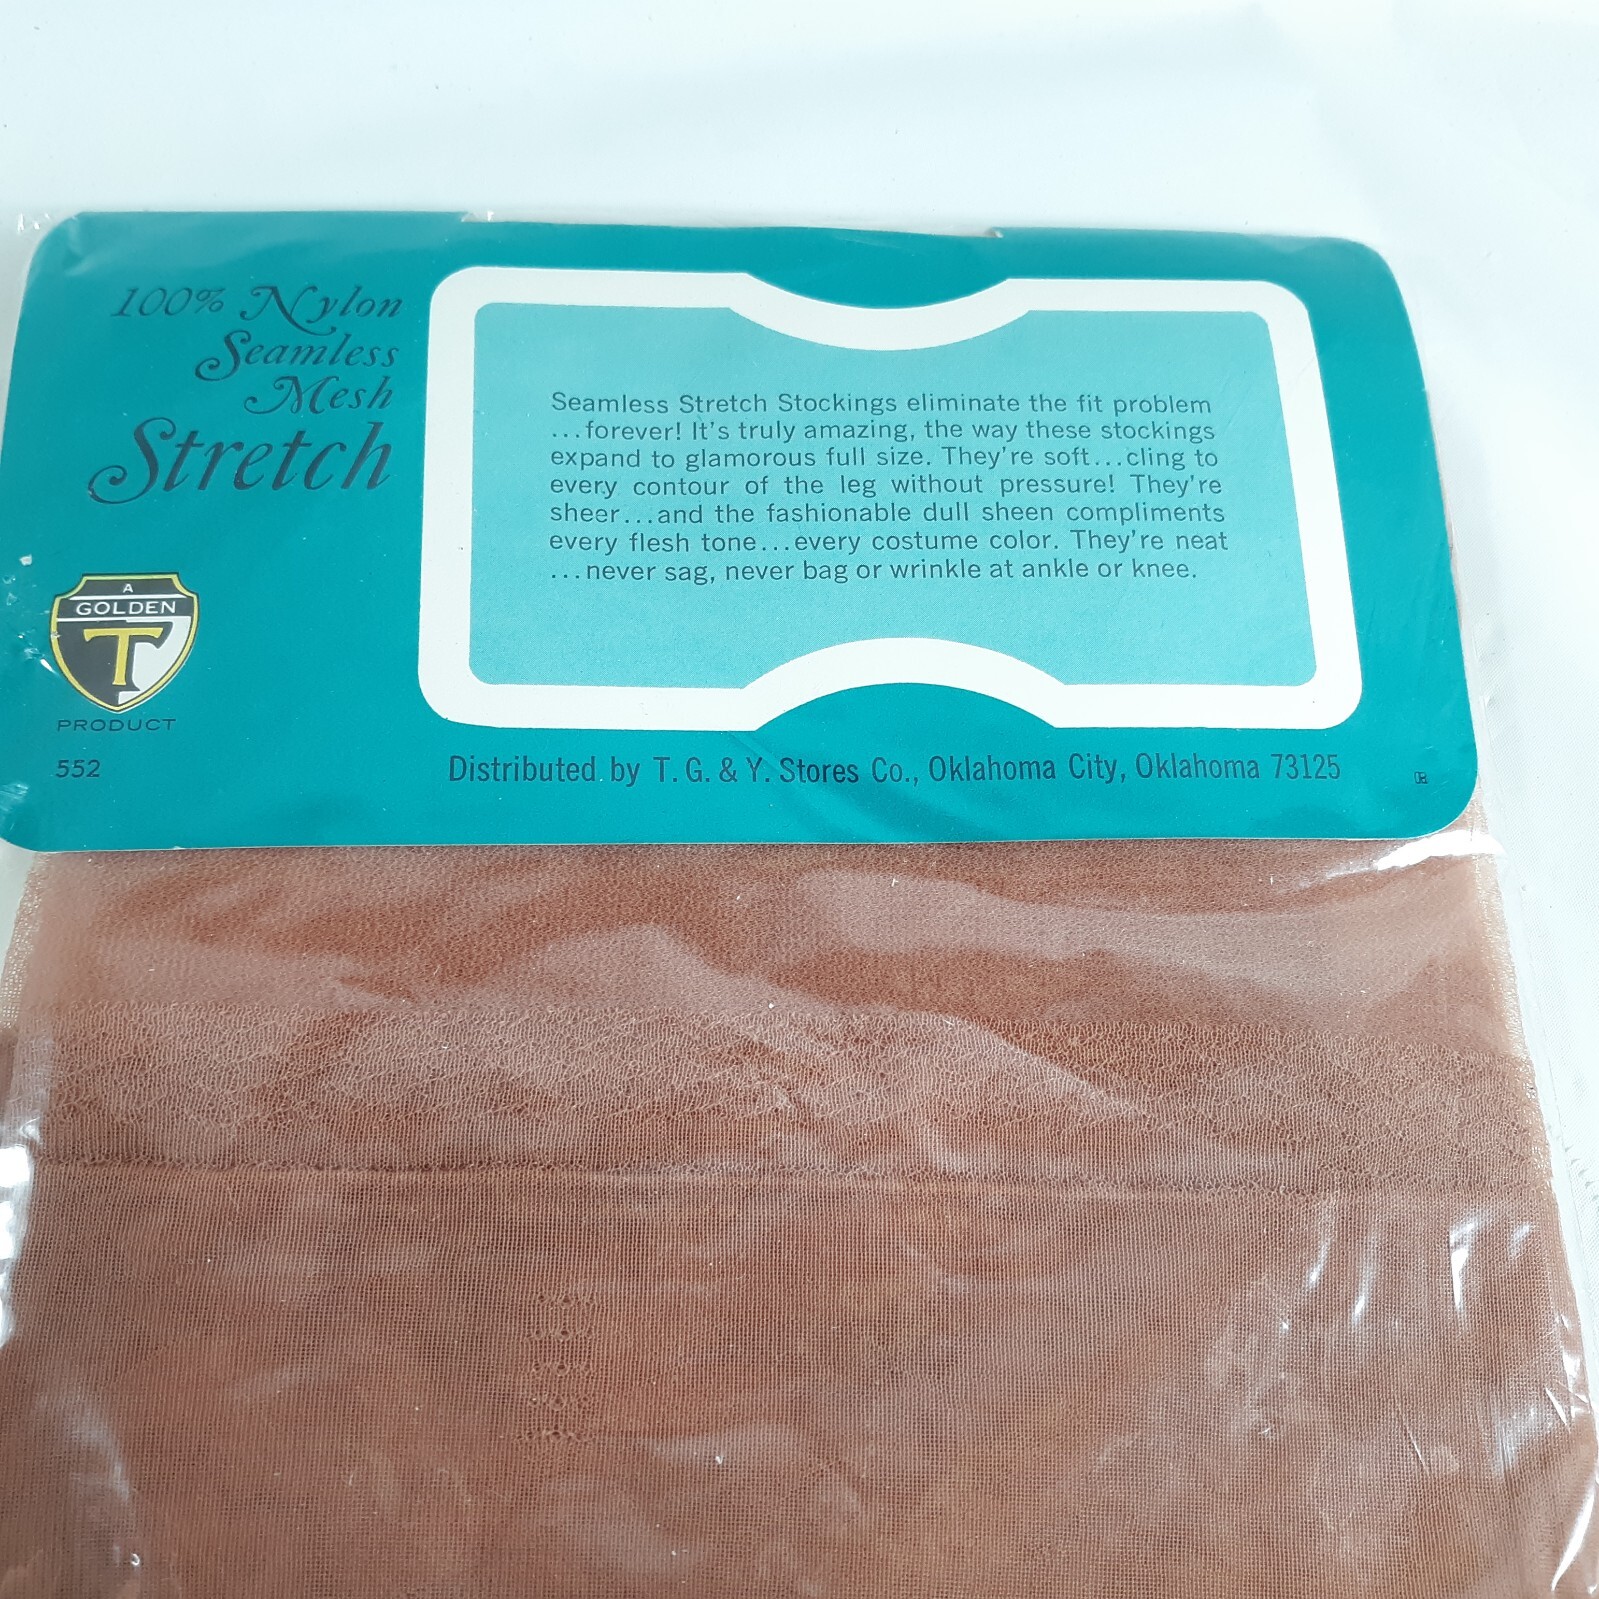 100% Nylon
Seamless
Mesh
Stretch
Seamless Stretch Stockings eliminate the fit problem
...forever! It's truly amazing, the way these stockings
expand to glamorous full size. They're soft...cling to
every contour of the leg without pressure! They're
sheer...and the fashionable dull sheen compliments
every flesh tone...every costume color. They're neat
...never sag, never bag or wrinkle at ankle or knee.
A
GOLDEN
T
PRODUCT
552
Distributed by T. G. & Y. Stores Co., Oklahoma City, Oklahoma 73125